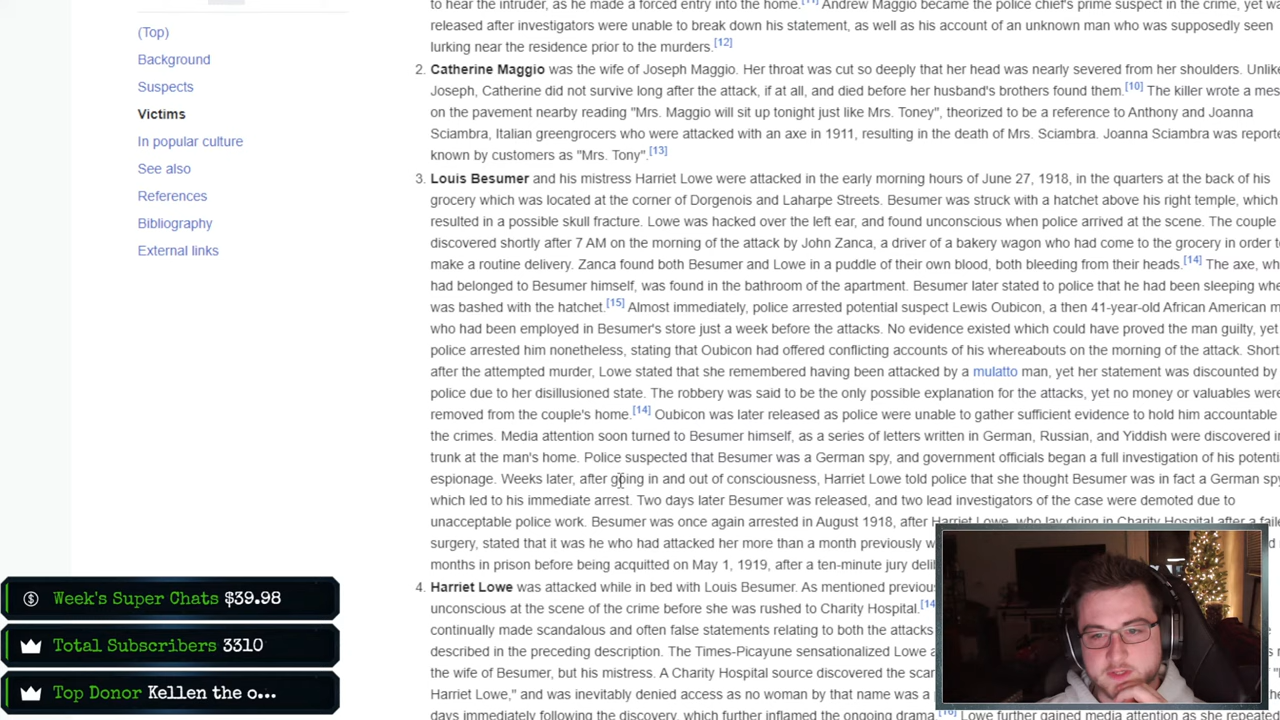 to hear the intruder, as he made a forced entry into the home.[11] Andrew Maggio became the police chief's prime suspect in the crime, yet
released after investigators were unable to break down his statement, as well as his account of an unknown man who was supposedly seen
lurking near the residence prior to the murders.[12]
(Top)
Background
Suspects
Victims
In popular culture
See also
References
Bibliography
External links
2. Catherine Maggio was the wife of Joseph Maggio. Her throat was cut so deeply that her head was nearly severed from her shoulders. Unlike
Joseph, Catherine did not survive long after the attack, if at all, and died before her husband's brothers found them.[10] The killer wrote a mes
on the pavement nearby reading "Mrs. Maggio will sit up tonight just like Mrs. Toney", theorized to be a reference to Anthony and Joanna
Sciambra, Italian greengrocers who were attacked with an axe in 1911, resulting in the death of Mrs. Sciambra. Joanna Sciambra was reporte
known by customers as "Mrs. Tony".[13]
3. Louis Besumer and his mistress Harriet Lowe were attacked in the early morning hours of June 27, 1918, in the quarters at the back of his
grocery which was located at the corner of Dorgenois and Laharpe Streets. Besumer was struck with a hatchet above his right temple, which
resulted in a possible skull fracture. Lowe was hacked over the left ear, and found unconscious when police arrived at the scene. The couple
discovered shortly after 7 AM on the morning of the attack by John Zanca, a driver of a bakery wagon who had come to the grocery in order to
make a routine delivery. Zanca found both Besumer and Lowe in a puddle of their own blood, both bleeding from their heads.[14] The axe, wh
had belonged to Besumer himself, was found in the bathroom of the apartment. Besumer later stated to police that he had been sleeping whe
was bashed with the hatchet.[15] Almost immediately, police arrested potential suspect Lewis Oubicon, a then 41-year-old African American m
who had been employed in Besumer's store just a week before the attacks. No evidence existed which could have proved the man guilty, yet
police arrested him nonetheless, stating that Oubicon had offered conflicting accounts of his whereabouts on the morning of the attack. Short
after the attempted murder, Lowe stated that she remembered having been attacked by a mulatto man, yet her statement was discounted by
police due to her disillusioned state. The robbery was said to be the only possible explanation for the attacks, yet no money or valuables were
removed from the couple's home.[14] Oubicon was later released as police were unable to gather sufficient evidence to hold him accountable
the crimes. Media attention soon turned to Besumer himself, as a series of letters written in German, Russian, and Yiddish were discovered i
trunk at the man's home. Police suspected that Besumer was a German spy, and government officials began a full investigation of his potenti
espionage. Weeks later, after going in and out of consciousness, Harriet Lowe told police that she thought Besumer was in fact a German spy
which led to his immediate arrest. Two days later Besumer was released, and two lead investigators of the case were demoted due to
unacceptable police work. Besumer was once again arrested in August 1918, after Harriet Lowe, who lay dying in Charity Hospital after a faile
surgery, stated that it was he who had attacked her more than a month previously w
months in prison before being acquitted on May 1, 1919, after a ten-minute jury deli
4. Harriet Lowe was attacked while in bed with Louis Besumer. As mentioned previou
unconscious at the scene of the crime before she was rushed to Charity Hospital.[14
continually made scandalous and often false statements relating to both the attacks
described in the preceding description. The Times-Picayune sensationalized Lowe a
the wife of Besumer, but his mistress. A Charity Hospital source discovered the scan
Harriet Lowe," and was inevitably denied access as no woman by that name was a
days immediately following the discovery, which further inflamed the ongoing drama.[16] Lowe further gained media attention as she repeated
Week's Super Chats $39.98
Total Subscribers 3310
Top Donor Kellen the o...